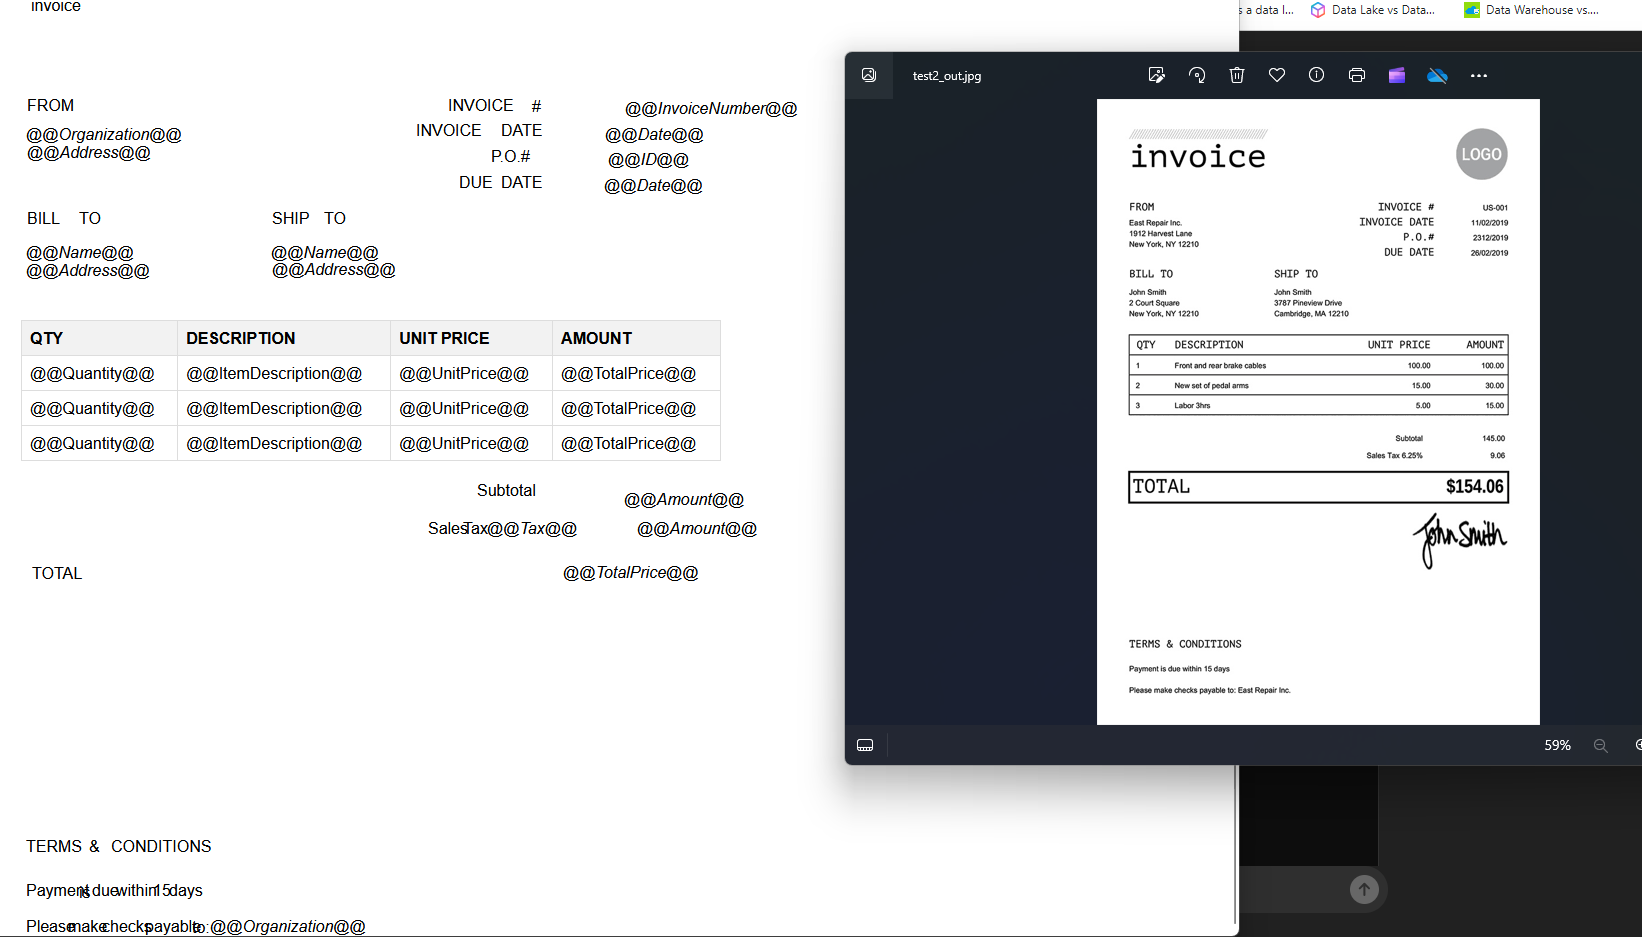 invoice
FROM
@@Organization@@
@@Address@@
INVOICE # @@InvoiceNumber@@
INVOICE DATE @@Date@@
P.O.# @@ID@@
DUE DATE @@Date@@
BILL TO
@@Name@@
@@Address@@
SHIP TO
@@Name@@
@@Address@@
QTY DESCRIPTION UNIT PRICE AMOUNT
@@Quantity@@ @@ItemDescription@@ @@UnitPrice@@ @@TotalPrice@@
@@Quantity@@ @@ItemDescription@@ @@UnitPrice@@ @@TotalPrice@@
@@Quantity@@ @@ItemDescription@@ @@UnitPrice@@ @@TotalPrice@@
Subtotal @@Amount@@
Sales Tax@@Tax@@ @@Amount@@
TOTAL @@TotalPrice@@
TERMS & CONDITIONS
Payment is due within 15 days
Please make checks payable to: @@Organization@@
s a data l... Data Lake vs Data... Data Warehouse vs....
test2_out.jpg
invoice
LOGO
FROM
East Repair Inc.
1912 Harvest Lane
New York, NY 12210
INVOICE # US-001
INVOICE DATE 11/02/2019
P.O.# 2312/2019
DUE DATE 26/02/2019
BILL TO
John Smith
2 Court Square
New York, NY 12210
SHIP TO
John Smith
3787 Pineview Drive
Cambridge, MA 12210
QTY DESCRIPTION UNIT PRICE AMOUNT
1 Front and rear brake cables 100.00 100.00
2 New set of pedal arms 15.00 30.00
3 Labor 3hrs 5.00 15.00
Subtotal 145.00
Sales Tax 6.25% 9.06
TOTAL $154.06
John Smith
TERMS & CONDITIONS
Payment is due within 15 days
Please make checks payable to: East Repair Inc.
59%